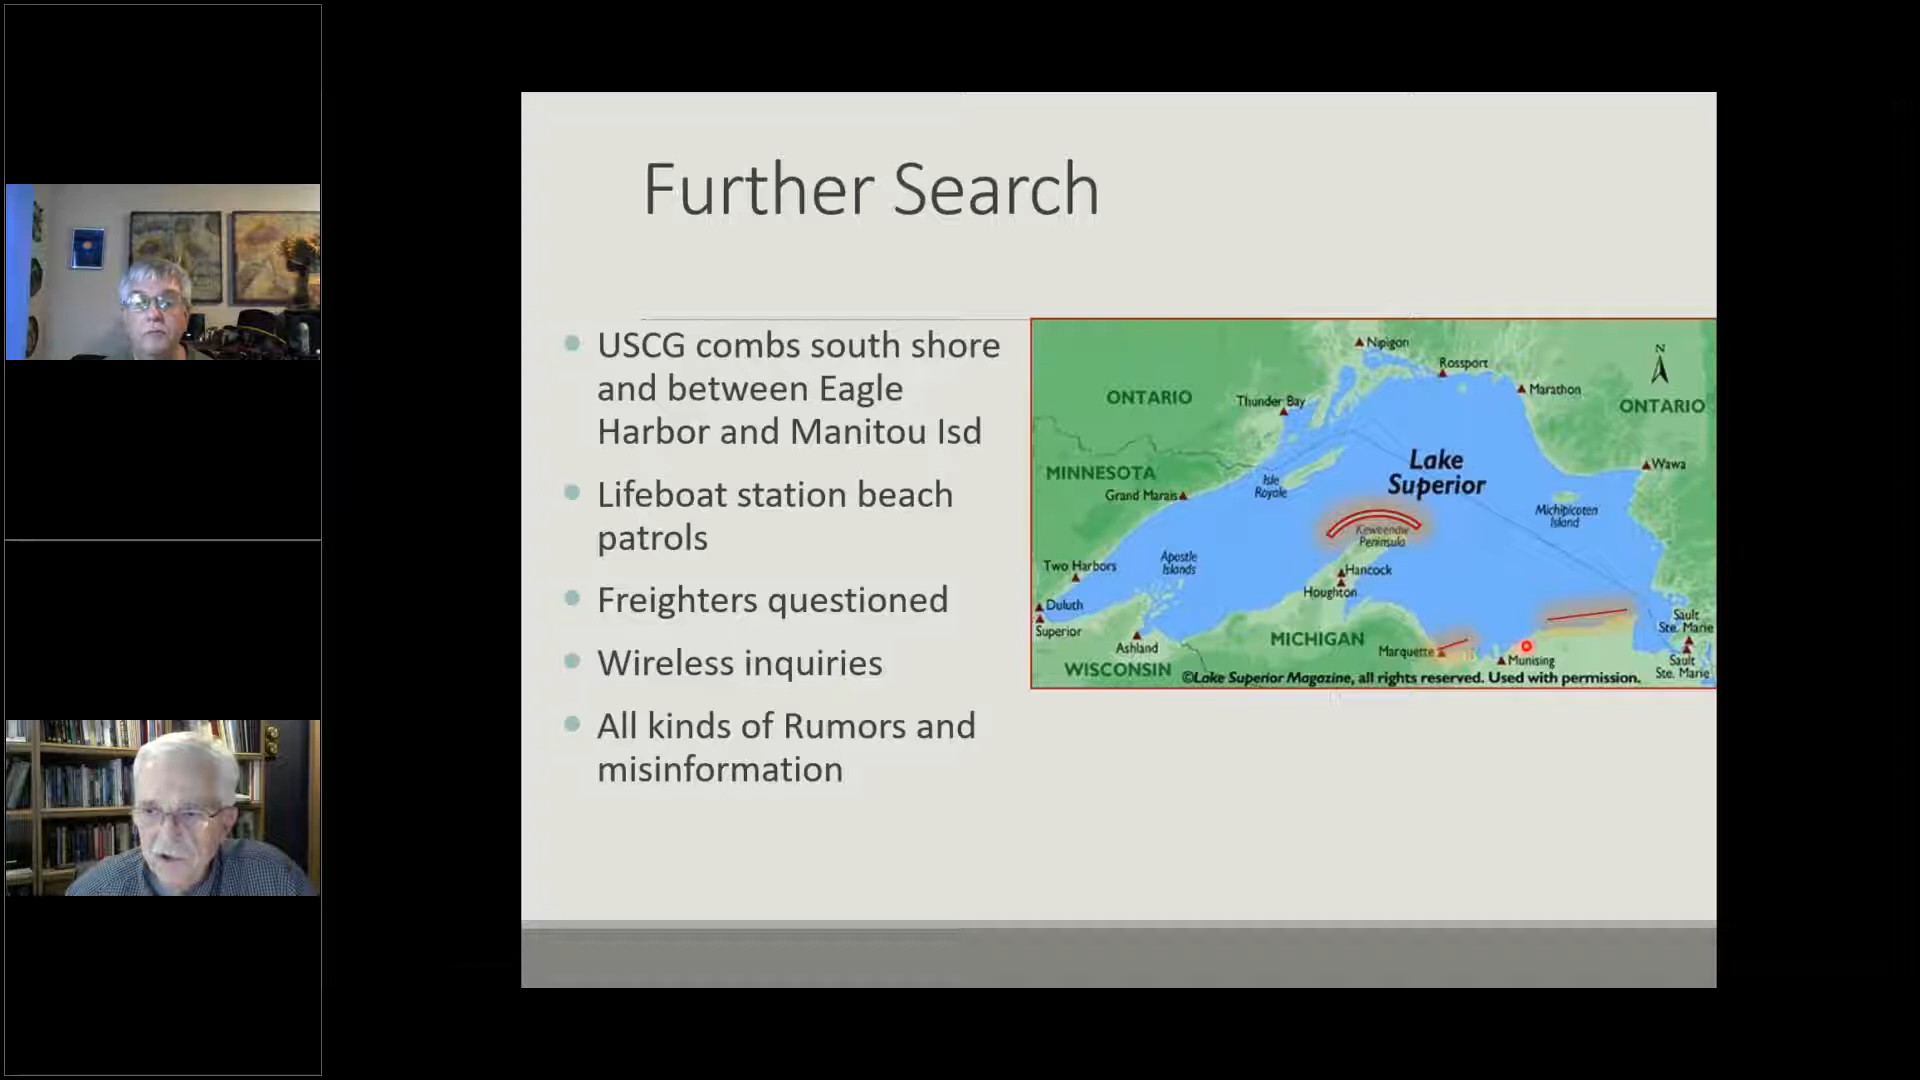 Further Search
USCG combs south shore
and between Eagle
Harbor and Manitou Isd
Lifeboat station beach
patrols
Freighters questioned
Wireless inquiries
All kinds of Rumors and
misinformation
Nipigon
Rossport
N
Marathon
ONTARIO
Thunder Bay
ONTARIO
Lake
Superior
Wawa
MINNESOTA
Isle
Royale
Grand Marais
Michipicoten
Island
Keweenaw
Peninsula
Apostle
Islands
Two Harbors
Hancock
Houghton
Duluth
Superior
Sault
Ste. Marie
Ashland
MICHIGAN
Marquette
Munising
WISCONSIN
Sault
Ste. Marie
©Lake Superior Magazine, all rights reserved. Used with permission.